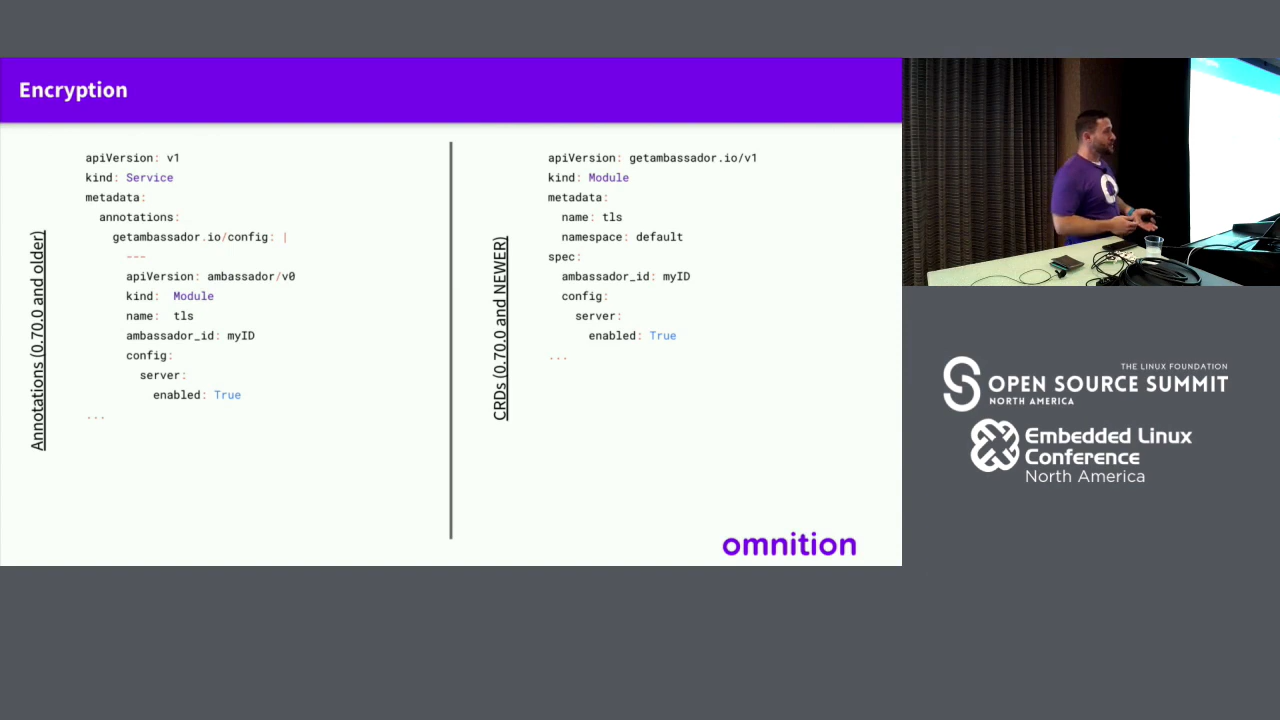 Encryption
Annotations (0.70.0 and older)
apiVersion: v1
kind: Service
metadata:
  annotations:
    getambassador.io/config: |
      ---
      apiVersion: ambassador/v0
      kind:  Module
      name:  tls
      ambassador_id: myID
      config:
        server:
          enabled: True
...
CRDs (0.70.0 and NEWER)
apiVersion: getambassador.io/v1
kind: Module
metadata:
  name: tls
  namespace: default
spec:
  ambassador_id: myID
  config:
    server:
      enabled: True
...
omnition
THE LINUX FOUNDATION
OPEN SOURCE SUMMIT
NORTH AMERICA
Embedded Linux
Conference
North America